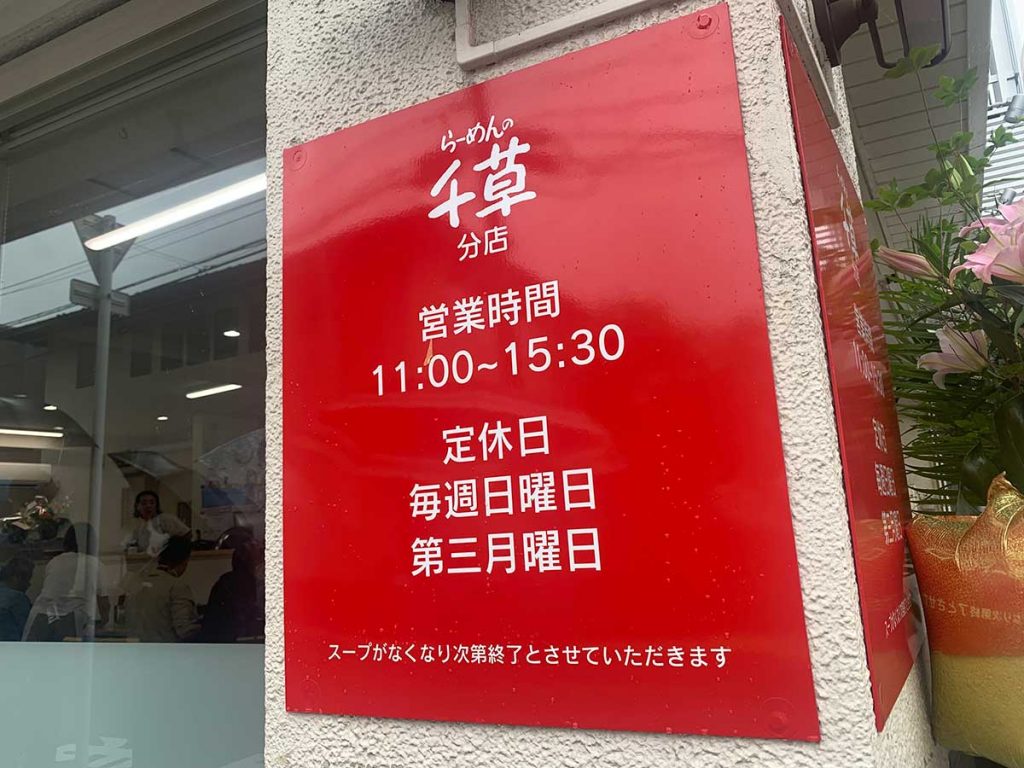 らーめんの
千草
分店
営業時間
11:00~15:30
定休日
毎週日曜日
第三月曜日
スープがなくなり次第終了とさせていただきます